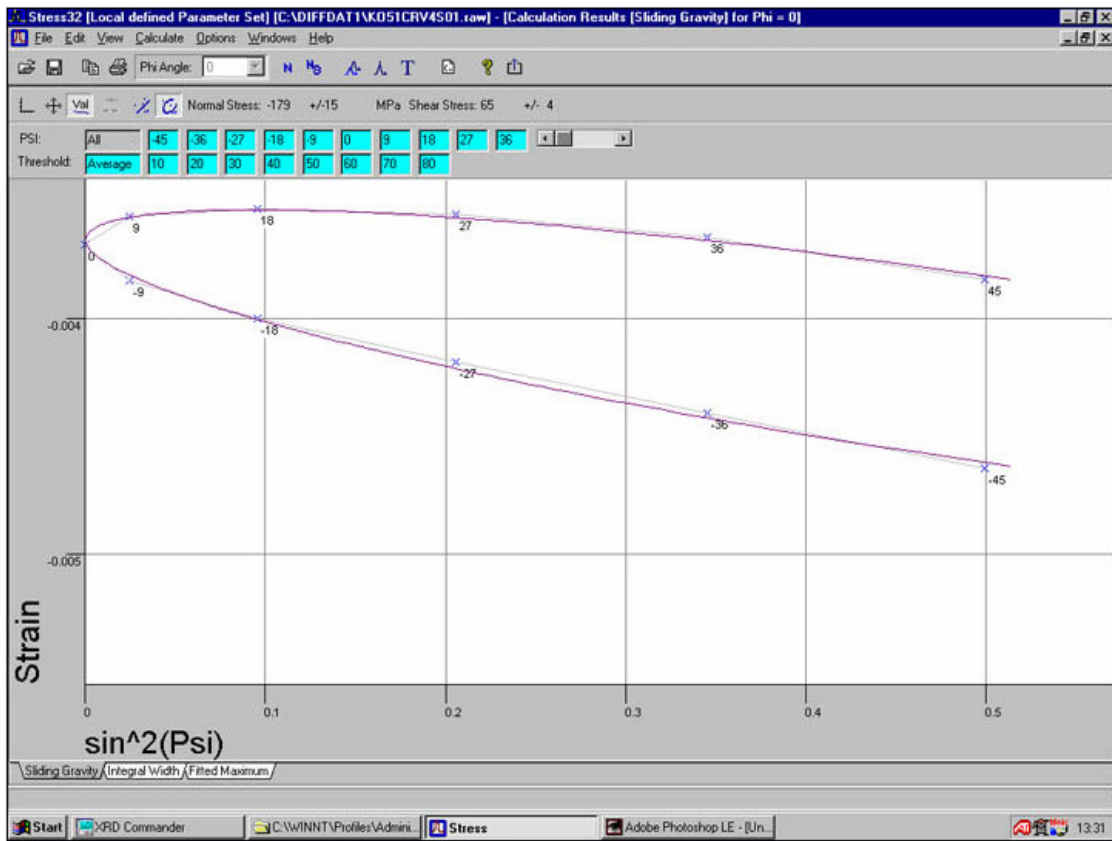 Stress32 [Local defined Parameter Set] [C:\DIFFDAT1\KO51CRV4S01.raw] - [Calculation Results [Sliding Gravity] for Phi = 0]
File Edit View Calculate Options Windows Help
Phi Angle: 0
Val Normal Stress: -179 +/-15 MPa Shear Stress: 65 +/- 4
PSI: All -45 -36 -27 -18 -9 0 9 18 27 36
Threshold: Average 10 20 30 40 50 60 70 80
18
9 27
0 36
-9 45
-0.004
-18
-27
-36
-45
-0.005
Strain
0 0.1 0.2 0.3 0.4 0.5
sin^2(Psi)
Sliding Gravity Integral Width Fitted Maximum
Start XRD Commander C:\WINNT\Profiles\Admini... Stress Adobe Photoshop LE - [Un... 13:31